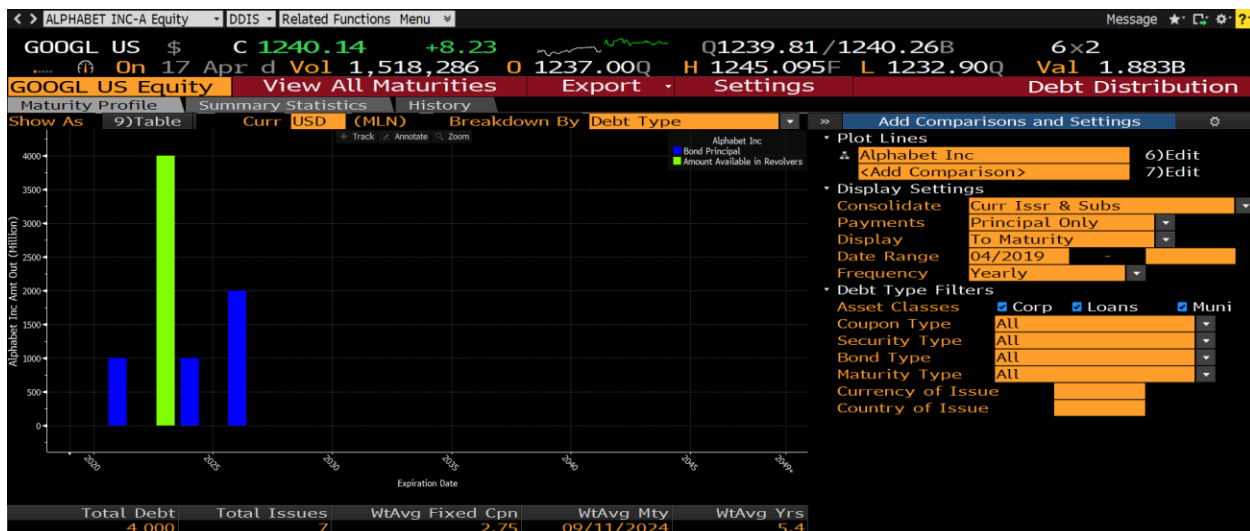 < > ALPHABET INC-A Equity DDIS Related Functions Menu Message
GOOGL US $ C 1240.14 +8.23 Q1239.81/1240.26B 6×2
On 17 Apr d Vol 1,518,286 O 1237.00Q H 1245.095F L 1232.90Q Val 1.883B
GOOGL US Equity View All Maturities Export Settings Debt Distribution
Maturity Profile Summary Statistics History
Show As 9)Table Curr USD (MLN) Breakdown By Debt Type » Add Comparisons and Settings
Track Annotate Zoom
Alphabet Inc
Bond Principal
Amount Available in Revolvers
Plot Lines
Alphabet Inc 6)Edit
<Add Comparison> 7)Edit
Display Settings
Consolidate Curr Issr & Subs
Payments Principal Only
Display To Maturity
Date Range 04/2019 -
Frequency Yearly
Debt Type Filters
Asset Classes Corp Loans Muni
Coupon Type All
Security Type All
Bond Type All
Maturity Type All
Currency of Issue
Country of Issue
Alphabet Inc Amt Out (Million)
4000
3500
3000
2500
2000
1500
1000
500
0
2020 2025 2030 2035 2040 2045 2049+
Expiration Date
Total Debt Total Issues WtAvg Fixed Cpn WtAvg Mty WtAvg Yrs
4,000 7 2.75 09/11/2024 5.4